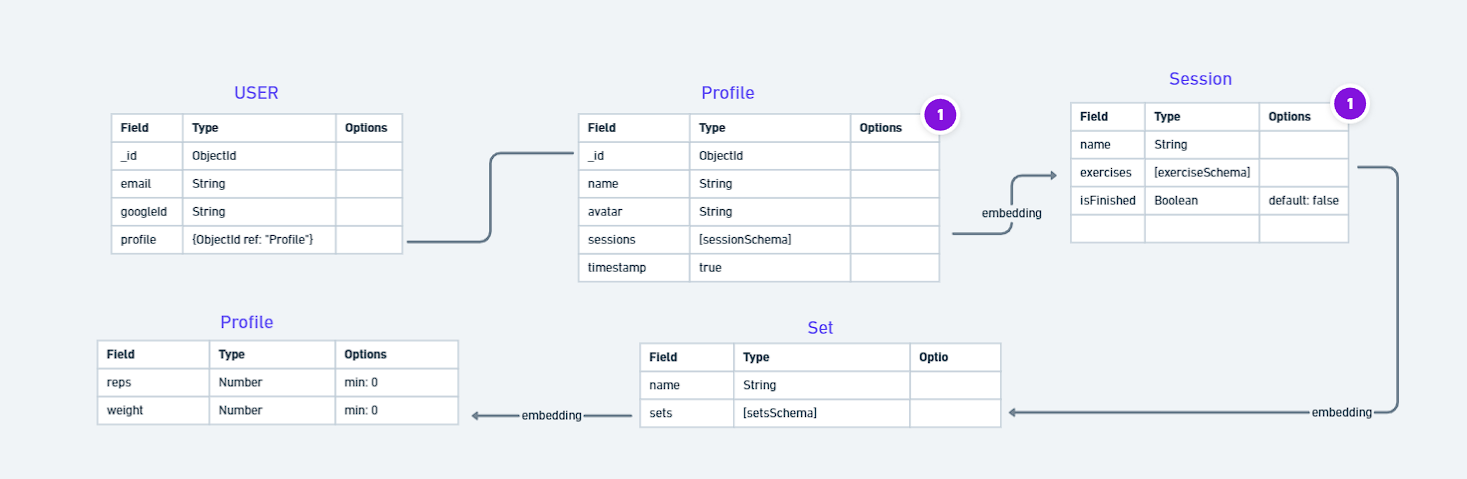 USER
Field Type Options
_id ObjectId
email String
googleId String
profile {ObjectId ref: "Profile"}
Profile
1
Field Type Options
_id ObjectId
name String
avatar String
sessions [sessionSchema]
timestamp true
embedding
Session
1
Field Type Options
name String
exercises [exerciseSchema]
isFinished Boolean default: false
Profile
Field Type Options
reps Number min: 0
weight Number min: 0
embedding
Set
Field Type Optio
name String
sets [setsSchema]
embedding